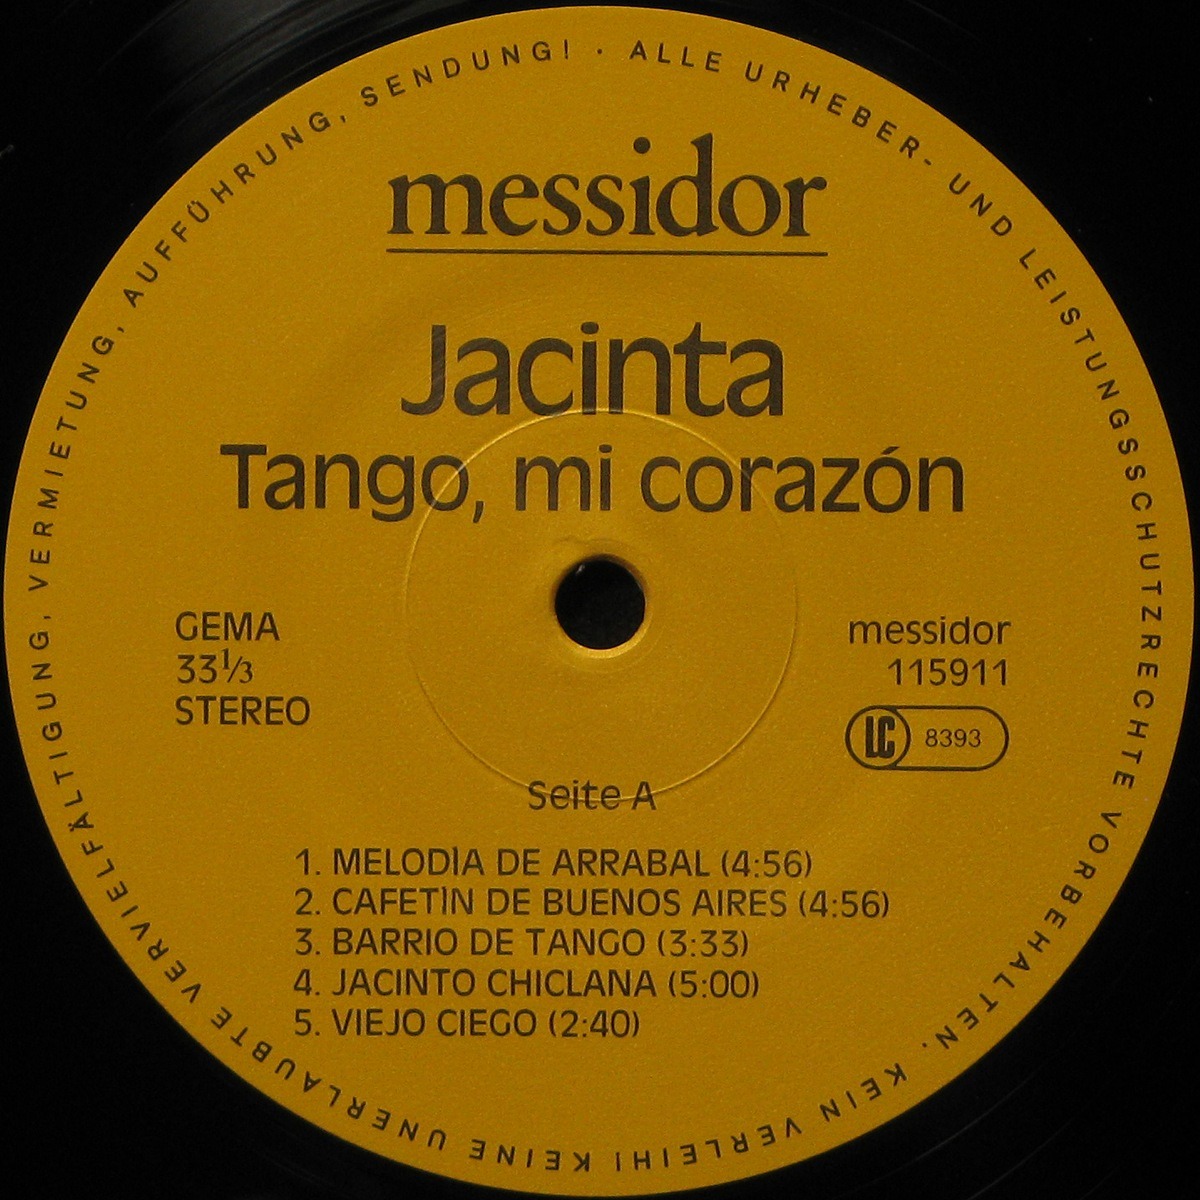 ALLE URHEBER- UND LEISTUNGSSCHUTZRECHTE VORBEHALTEN. KEIN VERLEIH! KEINE UNERLAUBTE VERVIELFÄLTIGUNG, VERMIETUNG, AUFFÜHRUNG, SENDUNG! ·
messidor
Jacinta
Tango, mi corazón
GEMA
33⅓
STEREO
messidor
115911
LC 8393
Seite A
1. MELODÌA DE ARRABAL (4:56)
2. CAFETÌN DE BUENOS AIRES (4:56)
3. BARRIO DE TANGO (3:33)
4. JACINTO CHICLANA (5:00)
5. VIEJO CIEGO (2:40)